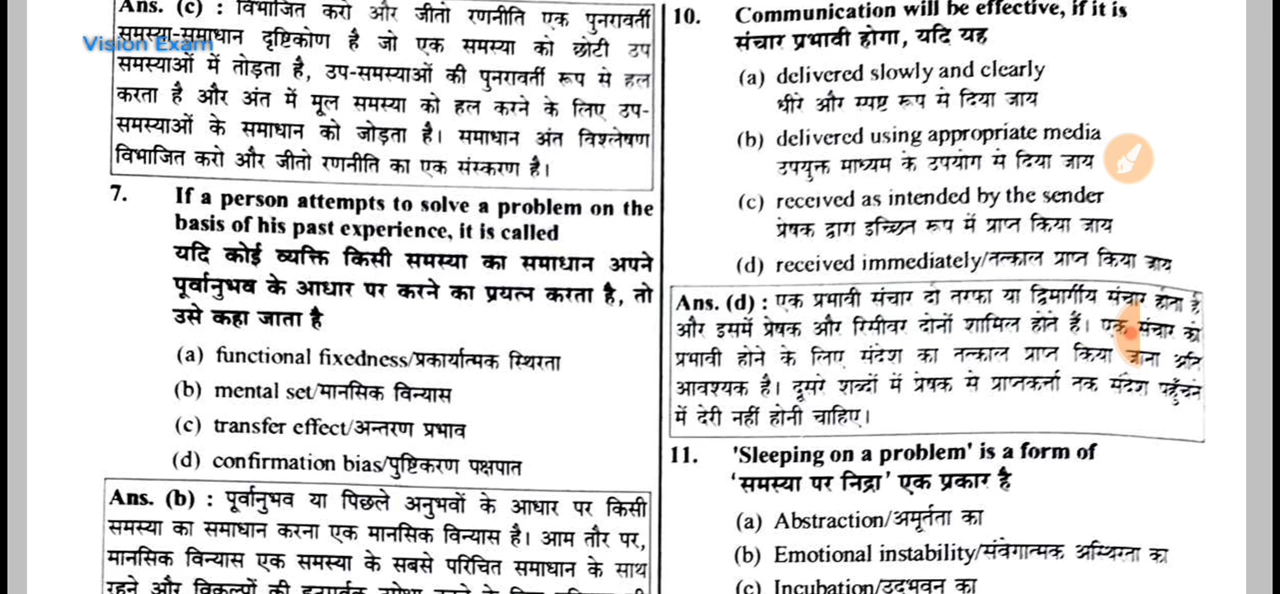 Ans. (c) : विभाजित करो और जीतो रणनीति एक पुनरावर्ती
समस्या-समाधान दृष्टिकोण है जो एक समस्या को छोटी उप
Vision Exam
समस्याओं में तोड़ता है, उप-समस्याओं की पुनरावर्ती रूप से हल
करता है और अंत में मूल समस्या को हल करने के लिए उप-
समस्याओं के समाधान को जोड़ता है। समाधान अंत विश्लेषण
विभाजित करो और जीतो रणनीति का एक संस्करण है।
7. If a person attempts to solve a problem on the
basis of his past experience, it is called
यदि कोई व्यक्ति किसी समस्या का समाधान अपने
पूर्वानुभव के आधार पर करने का प्रयत्न करता है, तो
उसे कहा जाता है
(a) functional fixedness/प्रकार्यात्मक स्थिरता
(b) mental set/मानसिक विन्यास
(c) transfer effect/अन्तरण प्रभाव
(d) confirmation bias/पुष्टिकरण पक्षपात
Ans. (b) : पूर्वानुभव या पिछले अनुभवों के आधार पर किसी
समस्या का समाधान करना एक मानसिक विन्यास है। आम तौर पर,
मानसिक विन्यास एक समस्या के सबसे परिचित समाधान के साथ
रहने और विकल्पों की
10. Communication will be effective, if it is
संचार प्रभावी होगा, यदि यह
(a) delivered slowly and clearly
धीरे और स्पष्ट रूप से दिया जाय
(b) delivered using appropriate media
उपयुक्त माध्यम के उपयोग से दिया जाय
(c) received as intended by the sender
प्रेषक द्वारा इच्छित रूप में प्राप्त किया जाय
(d) received immediately/तत्काल प्राप्त किया जाय
Ans. (d) : एक प्रभावी संचार दो तरफा या द्विमार्गीय संचार होता है
और इसमें प्रेषक और रिसीवर दोनों शामिल होते हैं। एक संचार को
प्रभावी होने के लिए संदेश का तत्काल प्राप्त किया जाना अति
आवश्यक है। दूसरे शब्दों में प्रेषक से प्राप्तकर्ता तक संदेश पहुँचने
में देरी नहीं होनी चाहिए।
11. 'Sleeping on a problem' is a form of
'समस्या पर निद्रा' एक प्रकार है
(a) Abstraction/अमूर्तता का
(b) Emotional instability/संवेगात्मक अस्थिरता का
(c) Incubation/उद्भवन का